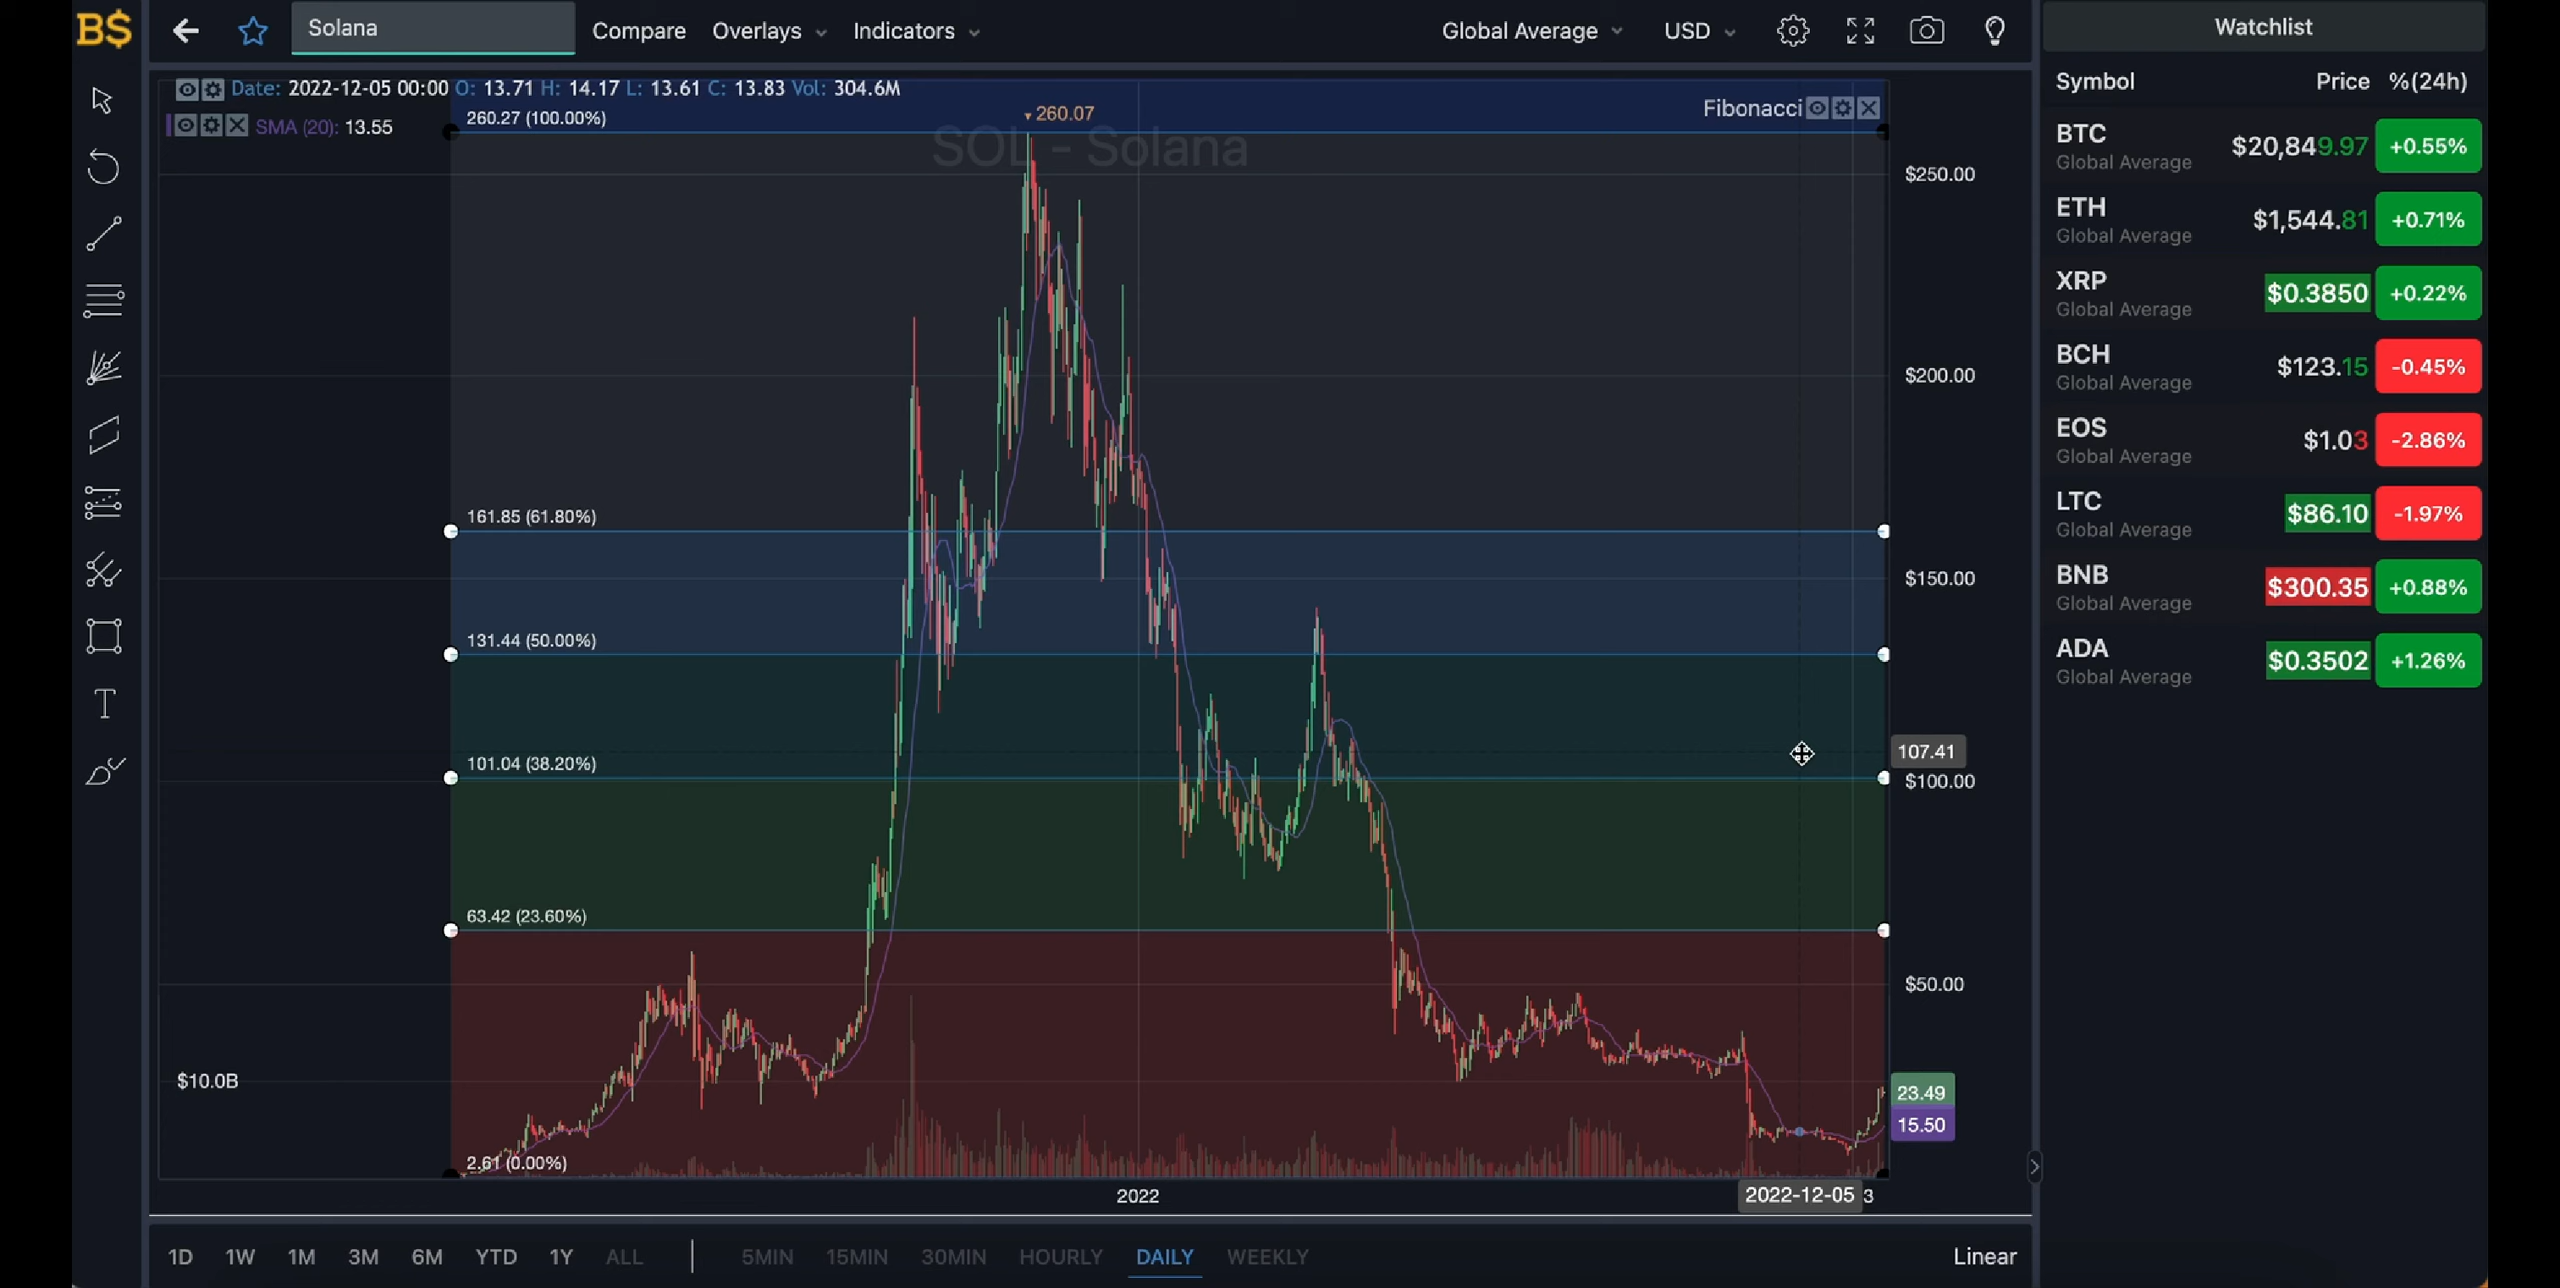 B$
Solana
Compare
Overlays
Indicators
Global Average
USD
Date: 2022-12-05 00:00 O: 13.71 H: 14.17 L: 13.61 C: 13.83 Vol: 304.6M
SMA (20): 13.55
260.27 (100.00%)
260.07
Fibonacci
SOL - Solana
$250.00
$200.00
161.85 (61.80%)
$150.00
131.44 (50.00%)
107.41
101.04 (38.20%)
$100.00
63.42 (23.60%)
$50.00
$10.0B
23.49
15.50
2.61 (0.00%)
2022
2022-12-05
3
1D 1W 1M 3M 6M YTD 1Y ALL
5MIN 15MIN 30MIN HOURLY DAILY WEEKLY
Linear
Watchlist
Symbol Price %(24h)
BTC $20,849.97 +0.55%
Global Average
ETH $1,544.81 +0.71%
Global Average
XRP $0.3850 +0.22%
Global Average
BCH $123.15 -0.45%
Global Average
EOS $1.03 -2.86%
Global Average
LTC $86.10 -1.97%
Global Average
BNB $300.35 +0.88%
Global Average
ADA $0.3502 +1.26%
Global Average